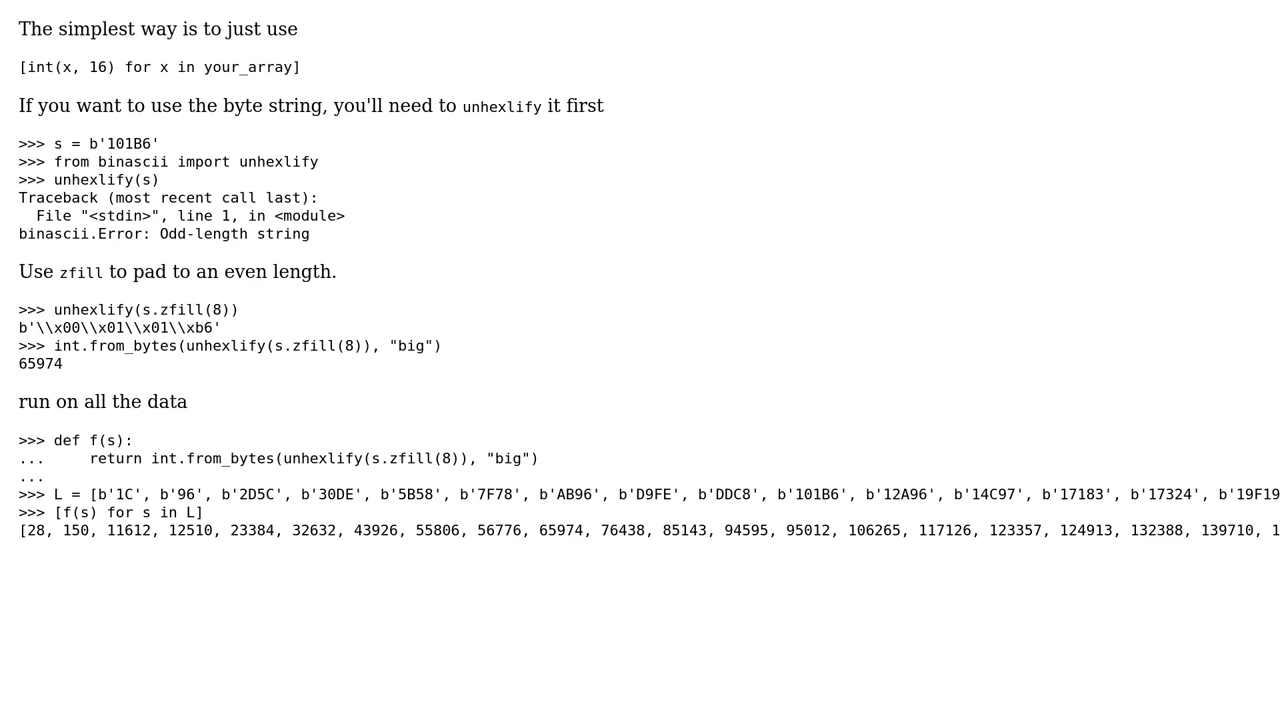 The simplest way is to just use
[int(x, 16) for x in your_array]
If you want to use the byte string, you'll need to unhexlify it first
>>> s = b'101B6'
>>> from binascii import unhexlify
>>> unhexlify(s)
Traceback (most recent call last):
  File "<stdin>", line 1, in <module>
binascii.Error: Odd-length string
Use zfill to pad to an even length.
>>> unhexlify(s.zfill(8))
b'\\x00\\x01\\x01\\xb6'
>>> int.from_bytes(unhexlify(s.zfill(8)), "big")
65974
run on all the data
>>> def f(s):
...     return int.from_bytes(unhexlify(s.zfill(8)), "big")
...
>>> L = [b'1C', b'96', b'2D5C', b'30DE', b'5B58', b'7F78', b'AB96', b'D9FE', b'DDC8', b'101B6', b'12A96', b'14C97', b'17183', b'17324', b'19F19
>>> [f(s) for s in L]
[28, 150, 11612, 12510, 23384, 32632, 43926, 55806, 56776, 65974, 76438, 85143, 94595, 95012, 106265, 117126, 123357, 124913, 132388, 139710, 1